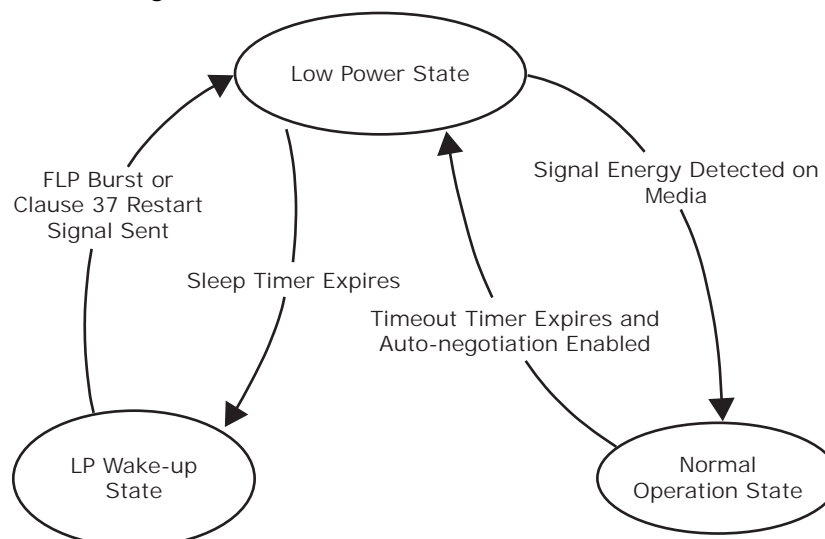 Low Power State
FLP Burst or
Clause 37 Restart
Signal Sent
Signal Energy Detected on
Media
Sleep Timer Expires
Timeout Timer Expires and
Auto-negotiation Enabled
LP Wake-up
State
Normal
Operation State